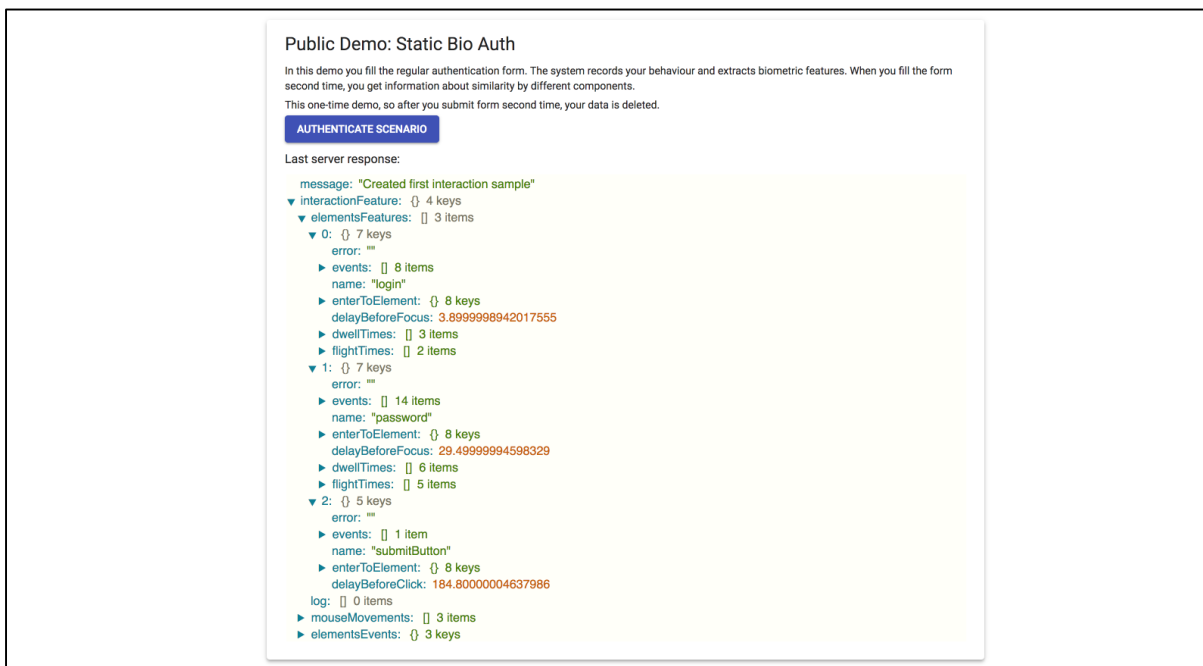 Public Demo: Static Bio Auth
In this demo you fill the regular authentication form. The system records your behaviour and extracts biometric features. When you fill the form
second time, you get information about similarity by different components.
This one-time demo, so after you submit form second time, your data is deleted.
AUTHENTICATE SCENARIO
Last server response:
message: "Created first interaction sample"
▼ interactionFeature: {} 4 keys
▼ elementsFeatures: [] 3 items
▼ 0: {} 7 keys
error: ""
▶ events: [] 8 items
name: "login"
▶ enterToElement: {} 8 keys
delayBeforeFocus: 3.8999998942017555
▶ dwellTimes: [] 3 items
▶ flightTimes: [] 2 items
▼ 1: {} 7 keys
error: ""
▶ events: [] 14 items
name: "password"
▶ enterToElement: {} 8 keys
delayBeforeFocus: 29.49999994598329
▶ dwellTimes: [] 6 items
▶ flightTimes: [] 5 items
▼ 2: {} 5 keys
error: ""
▶ events: [] 1 item
name: "submitButton"
▶ enterToElement: {} 8 keys
delayBeforeClick: 184.80000004637986
log: [] 0 items
▶ mouseMovements: [] 3 items
▶ elementsEvents: {} 3 keys